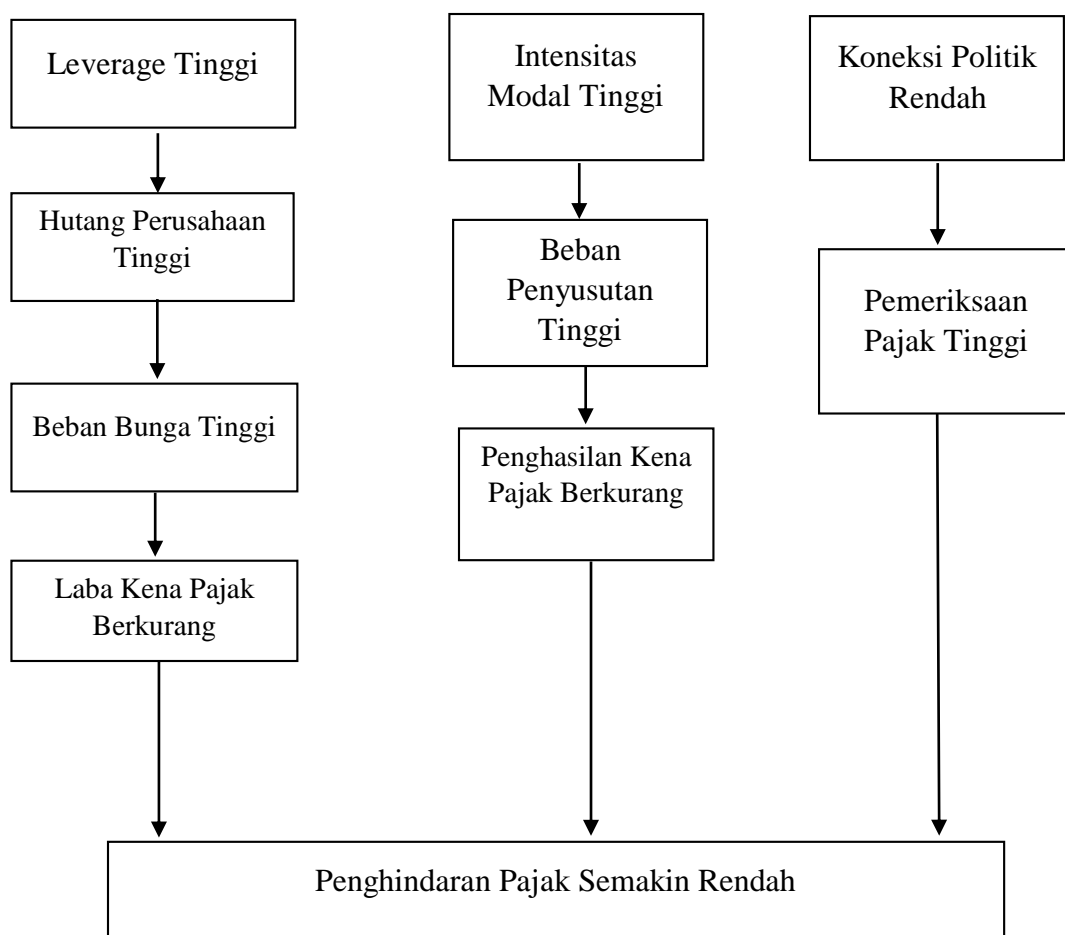 Leverage Tinggi
Hutang Perusahaan
Tinggi
Beban Bunga Tinggi
Laba Kena Pajak
Berkurang
Intensitas
Modal Tinggi
Beban
Penyusutan
Tinggi
Penghasilan Kena
Pajak Berkurang
Koneksi Politik
Rendah
Pemeriksaan
Pajak Tinggi
Penghindaran Pajak Semakin Rendah